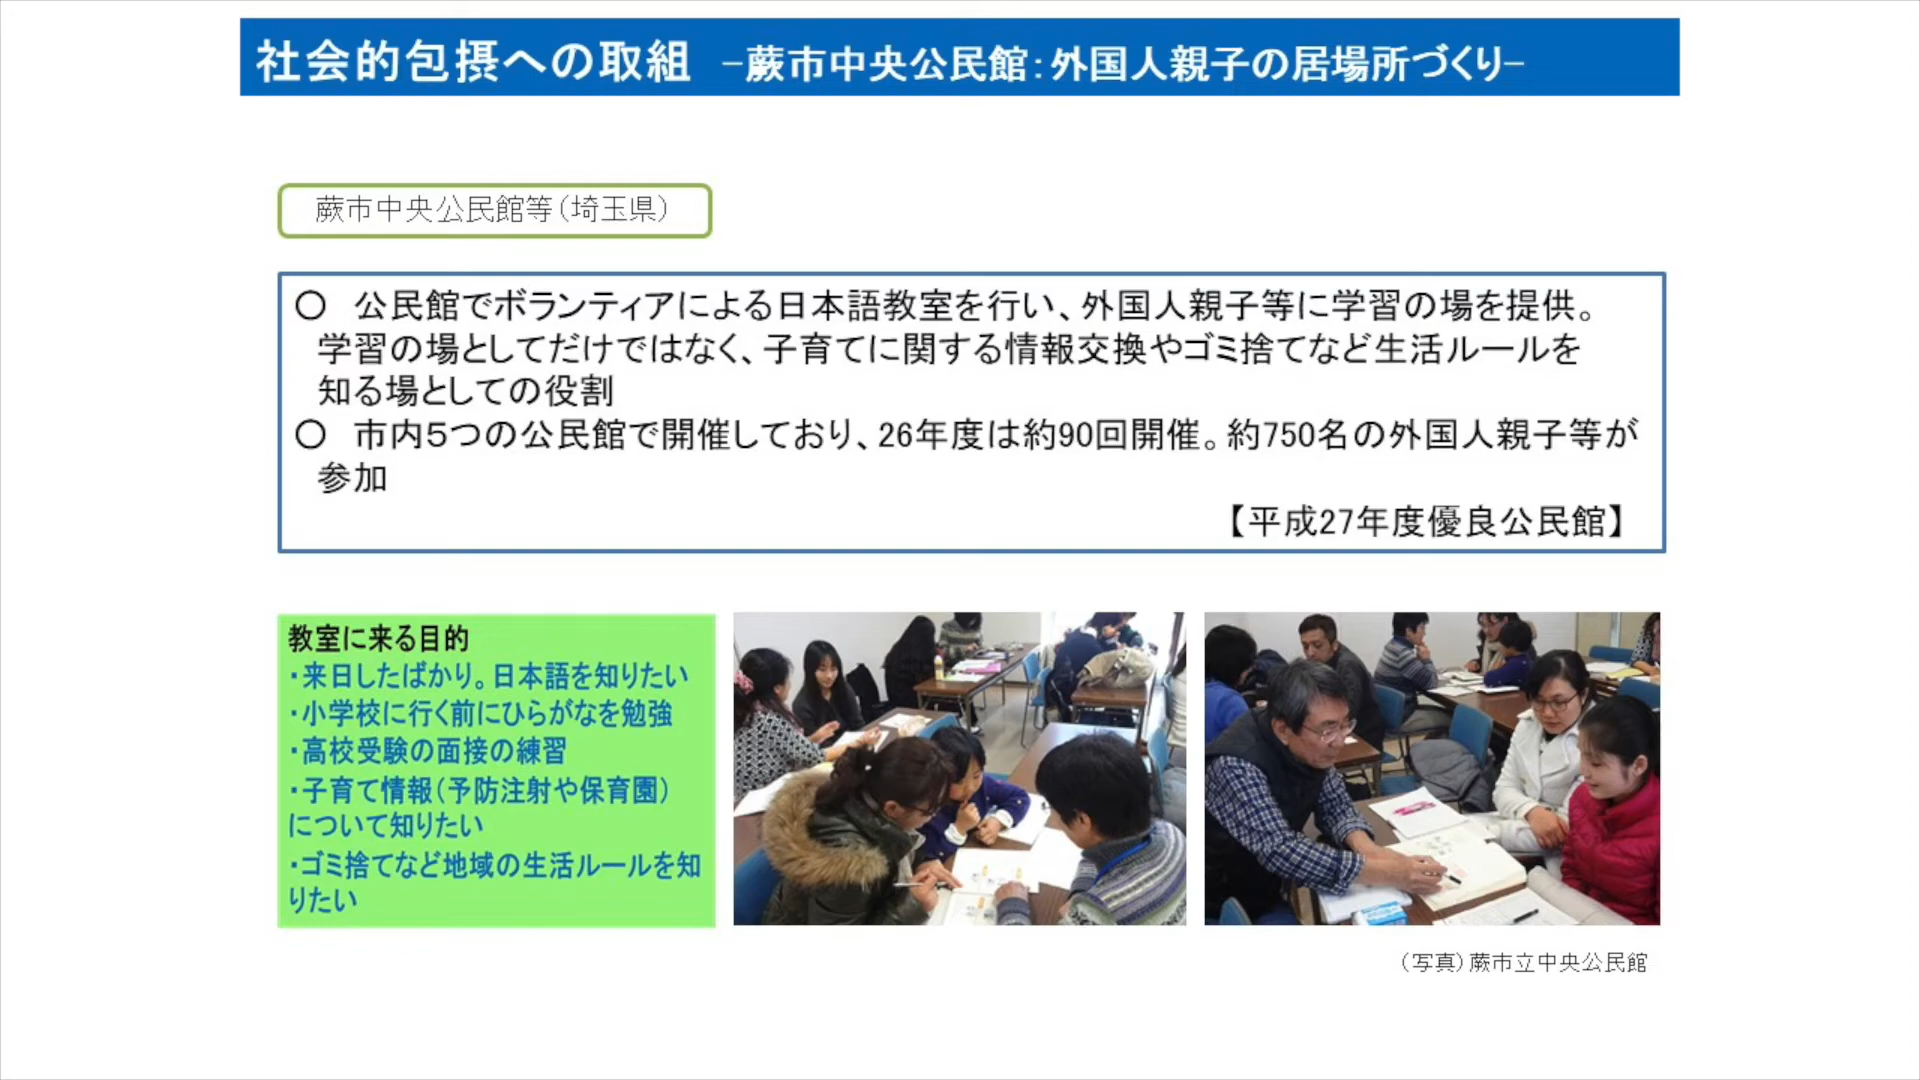 社会的包摂への取組 −蕨市中央公民館：外国人親子の居場所づくり−
蕨市中央公民館等（埼玉県）
○ 公民館でボランティアによる日本語教室を行い、外国人親子等に学習の場を提供。
学習の場としてだけではなく、子育てに関する情報交換やゴミ捨てなど生活ルールを
知る場としての役割
○ 市内５つの公民館で開催しており、26年度は約90回開催。約750名の外国人親子等が
参加
【平成27年度優良公民館】
教室に来る目的
・来日したばかり。日本語を知りたい
・小学校に行く前にひらがなを勉強
・高校受験の面接の練習
・子育て情報（予防注射や保育園）
について知りたい
・ゴミ捨てなど地域の生活ルールを知
りたい
（写真）蕨市立中央公民館